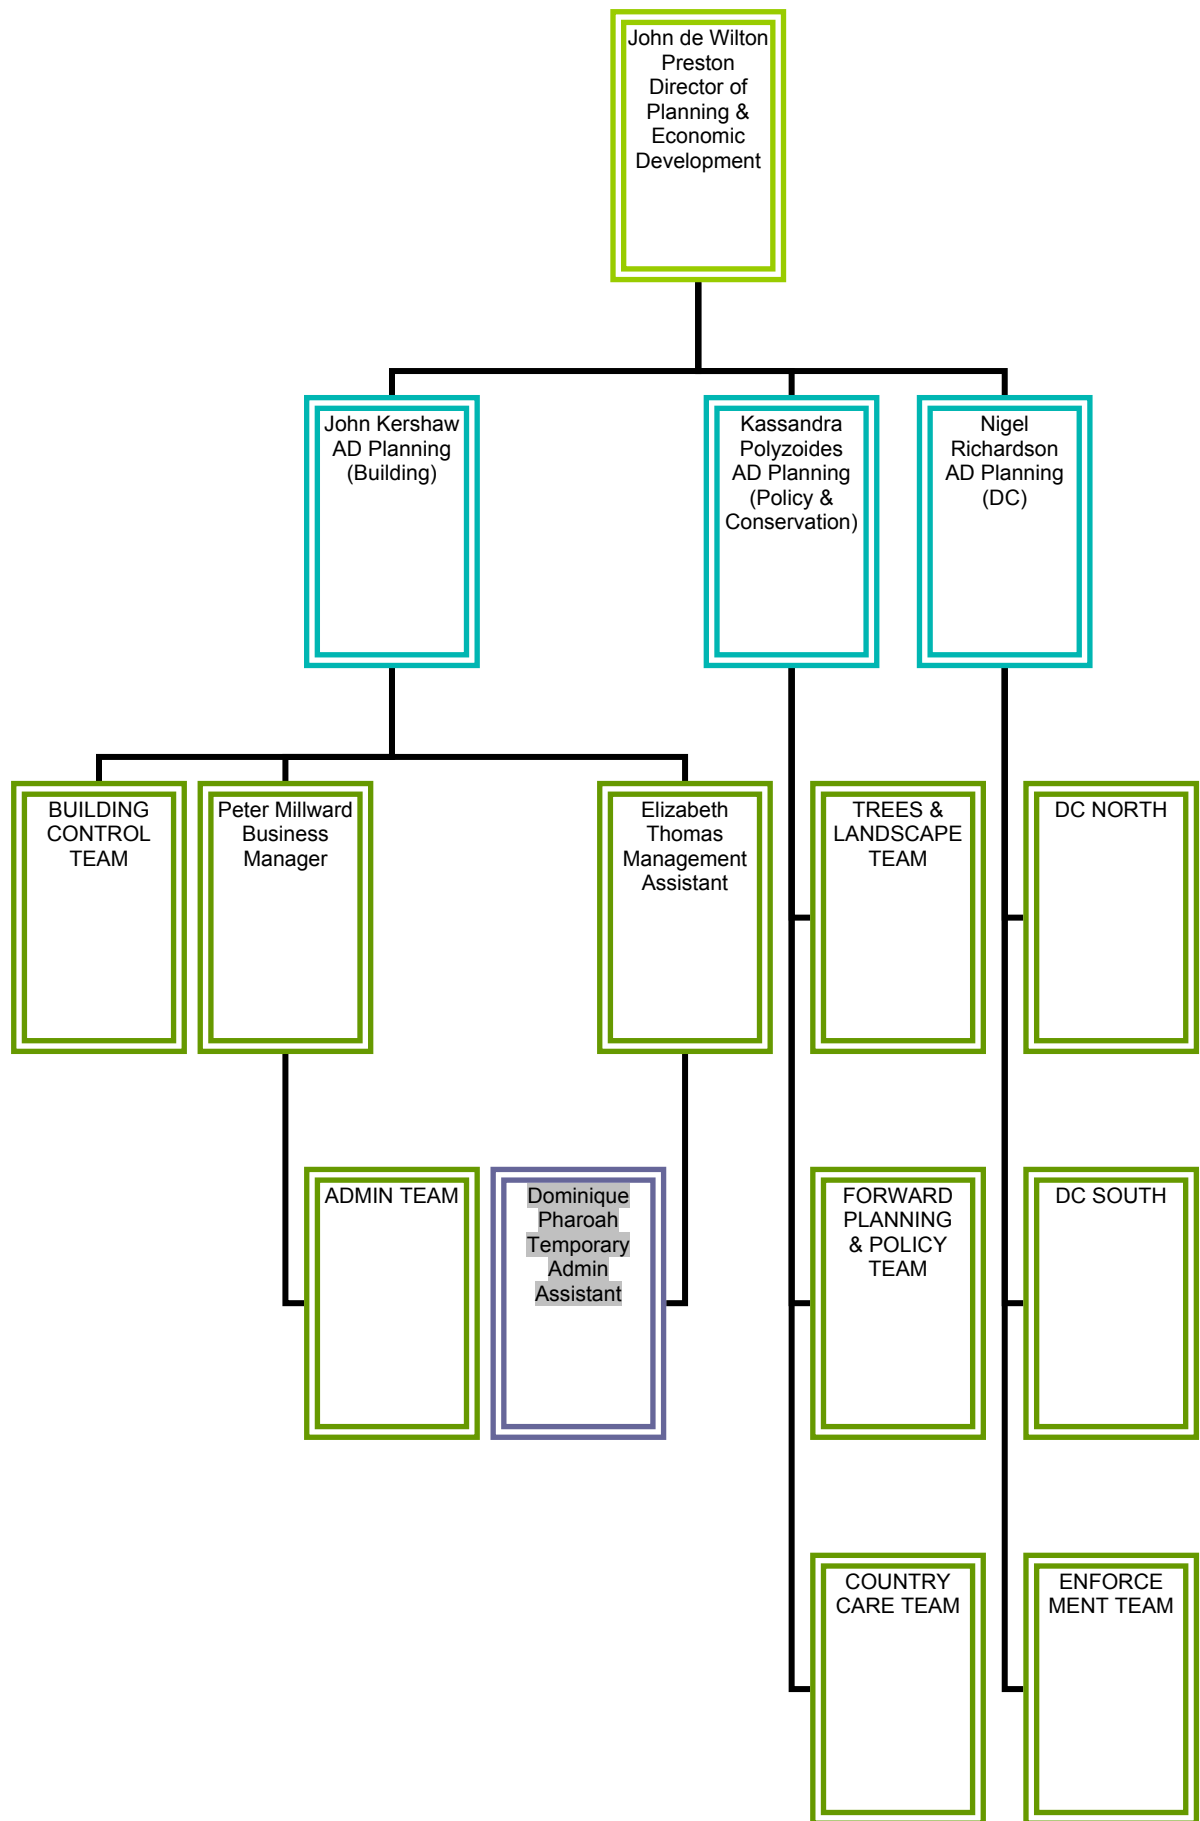 John de Wilton
Preston
Director of
Planning &
Economic
Development
John Kershaw
AD Planning
(Building)
Kassandra
Polyzoides
AD Planning
(Policy &
Conservation)
Nigel
Richardson
AD Planning
(DC)
BUILDING
CONTROL
TEAM
Peter Millward
Business
Manager
Elizabeth
Thomas
Management
Assistant
TREES &
LANDSCAPE
TEAM
DC NORTH
ADMIN TEAM
Dominique
Pharoah
Temporary
Admin
Assistant
FORWARD
PLANNING
& POLICY
TEAM
DC SOUTH
COUNTRY
CARE TEAM
ENFORCE
MENT TEAM